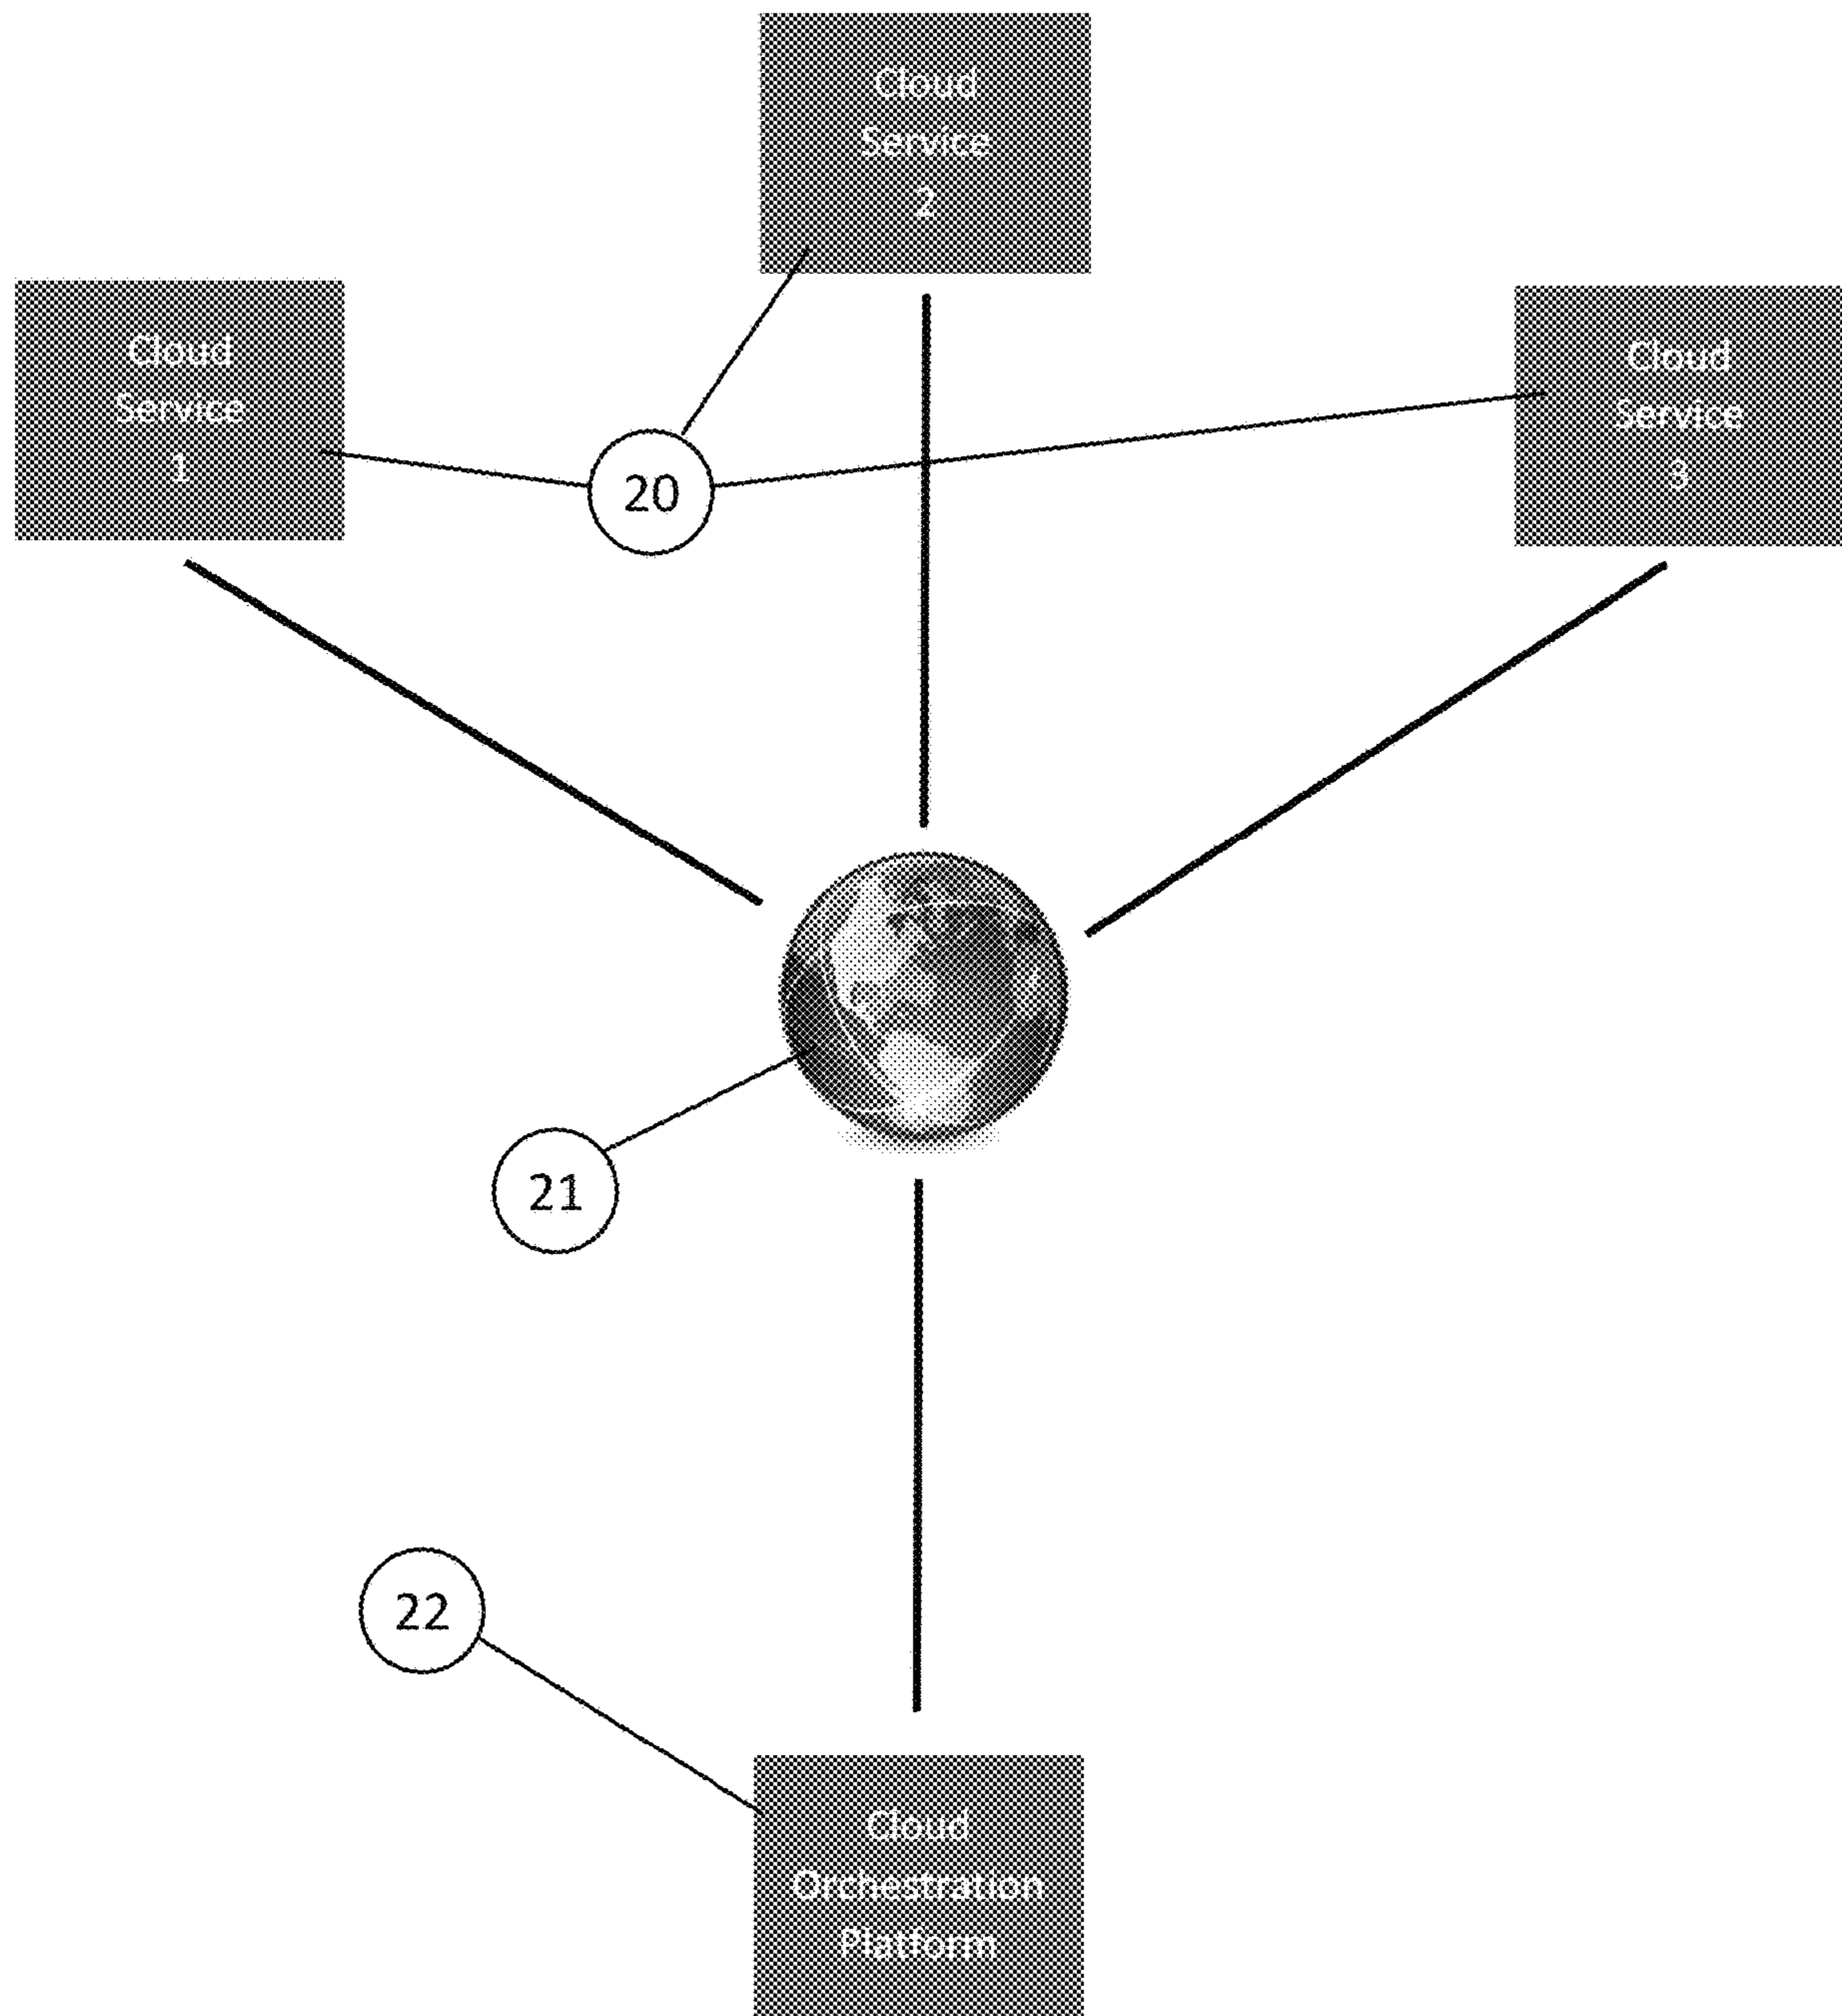 Cloud
Service
2
Cloud
Service
1
Cloud
Service
3
20
21
22
Cloud
Orchestration
Platform